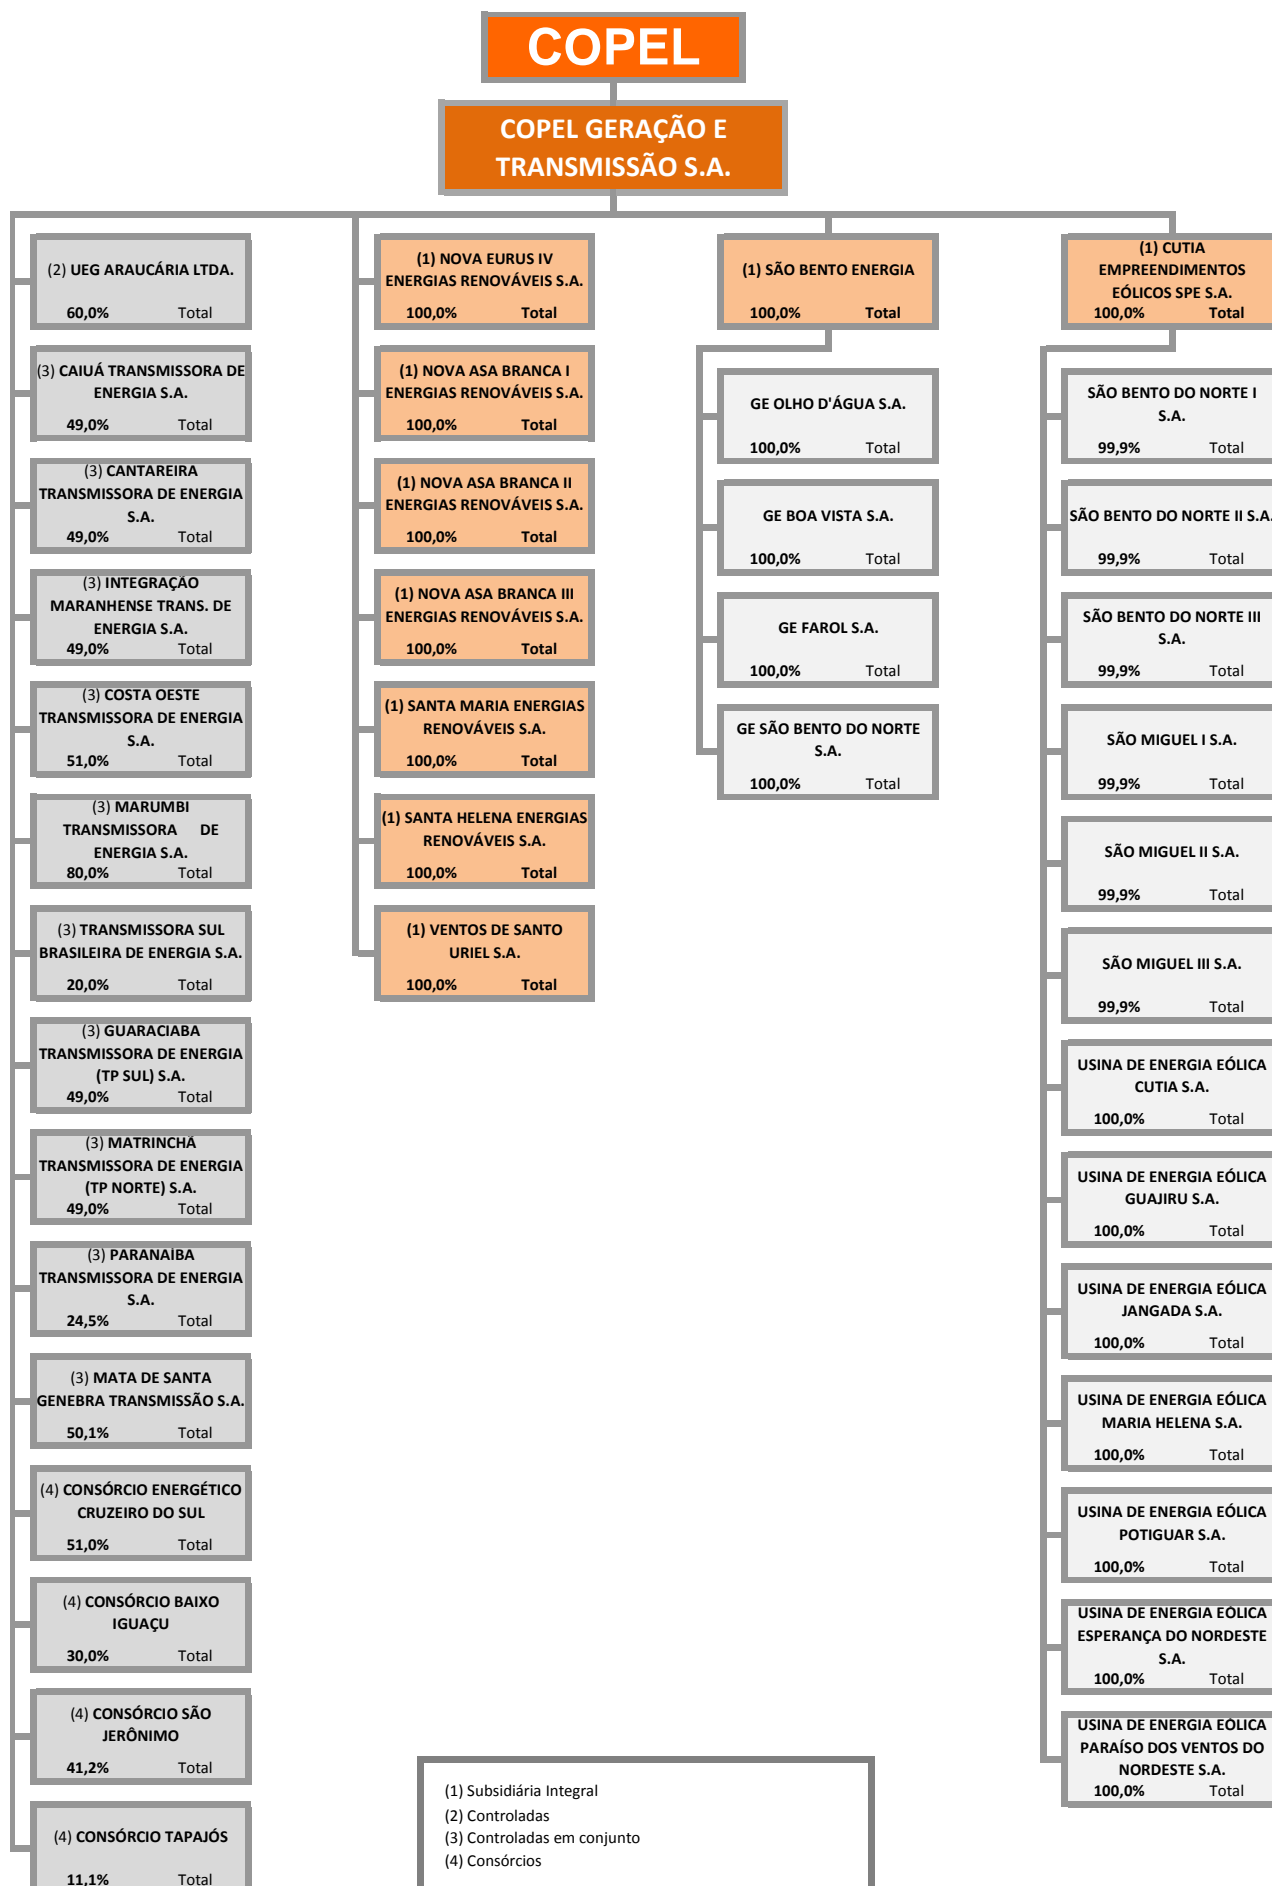 COPEL
COPEL GERAÇÃO E
TRANSMISSÃO S.A.
(2) UEG ARAUCÁRIA LTDA.
60,0% Total
(3) CAIUÁ TRANSMISSORA DE
ENERGIA S.A.
49,0% Total
(3) CANTAREIRA
TRANSMISSORA DE ENERGIA
S.A.
49,0% Total
(3) INTEGRAÇÃO
MARANHENSE TRANS. DE
ENERGIA S.A.
49,0% Total
(3) COSTA OESTE
TRANSMISSORA DE ENERGIA
S.A.
51,0% Total
(3) MARUMBI
TRANSMISSORA DE
ENERGIA S.A.
80,0% Total
(3) TRANSMISSORA SUL
BRASILEIRA DE ENERGIA S.A.
20,0% Total
(3) GUARACIABA
TRANSMISSORA DE ENERGIA
(TP SUL) S.A.
49,0% Total
(3) MATRINCHÃ
TRANSMISSORA DE ENERGIA
(TP NORTE) S.A.
49,0% Total
(3) PARANAÍBA
TRANSMISSORA DE ENERGIA
S.A.
24,5% Total
(3) MATA DE SANTA
GENEBRA TRANSMISSÃO S.A.
50,1% Total
(4) CONSÓRCIO ENERGÉTICO
CRUZEIRO DO SUL
51,0% Total
(4) CONSÓRCIO BAIXO
IGUAÇU
30,0% Total
(4) CONSÓRCIO SÃO
JERÔNIMO
41,2% Total
(4) CONSÓRCIO TAPAJÓS
11,1% Total
(1) NOVA EURUS IV
ENERGIAS RENOVÁVEIS S.A.
100,0% Total
(1) NOVA ASA BRANCA I
ENERGIAS RENOVÁVEIS S.A.
100,0% Total
(1) NOVA ASA BRANCA II
ENERGIAS RENOVÁVEIS S.A.
100,0% Total
(1) NOVA ASA BRANCA III
ENERGIAS RENOVÁVEIS S.A.
100,0% Total
(1) SANTA MARIA ENERGIAS
RENOVÁVEIS S.A.
100,0% Total
(1) SANTA HELENA ENERGIAS
RENOVÁVEIS S.A.
100,0% Total
(1) VENTOS DE SANTO
URIEL S.A.
100,0% Total
(1) SÃO BENTO ENERGIA
100,0% Total
GE OLHO D'ÁGUA S.A.
100,0% Total
GE BOA VISTA S.A.
100,0% Total
GE FAROL S.A.
100,0% Total
GE SÃO BENTO DO NORTE
S.A.
100,0% Total
(1) CUTIA
EMPREENDIMENTOS
EÓLICOS SPE S.A.
100,0% Total
SÃO BENTO DO NORTE I
S.A.
99,9% Total
SÃO BENTO DO NORTE II S.A.
99,9% Total
SÃO BENTO DO NORTE III
S.A.
99,9% Total
SÃO MIGUEL I S.A.
99,9% Total
SÃO MIGUEL II S.A.
99,9% Total
SÃO MIGUEL III S.A.
99,9% Total
USINA DE ENERGIA EÓLICA
CUTIA S.A.
100,0% Total
USINA DE ENERGIA EÓLICA
GUAJIRU S.A.
100,0% Total
USINA DE ENERGIA EÓLICA
JANGADA S.A.
100,0% Total
USINA DE ENERGIA EÓLICA
MARIA HELENA S.A.
100,0% Total
USINA DE ENERGIA EÓLICA
POTIGUAR S.A.
100,0% Total
USINA DE ENERGIA EÓLICA
ESPERANÇA DO NORDESTE
S.A.
100,0% Total
USINA DE ENERGIA EÓLICA
PARAÍSO DOS VENTOS DO
NORDESTE S.A.
100,0% Total
(1) Subsidiária Integral
(2) Controladas
(3) Controladas em conjunto
(4) Consórcios